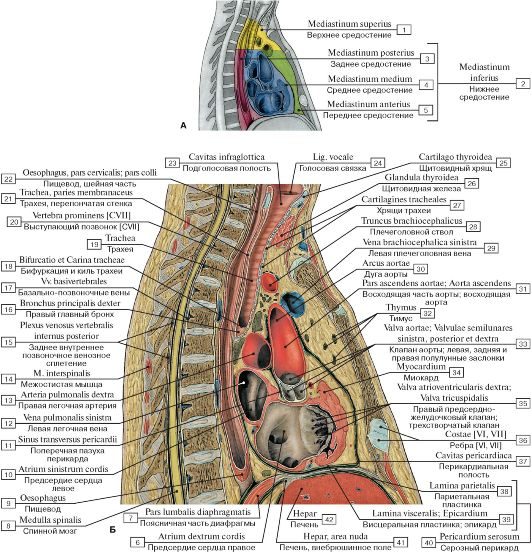 Mediastinum superius
1
Верхнее средостение
Mediastinum posterius
3
Заднее средостение
Mediastinum medium
4
Среднее средостение
Mediastinum anterius
5
Переднее средостение
Mediastinum
inferius
2
Нижнее
средостение
А
22
Oesophagus, pars cervicalis; pars colli
Пищевод, шейная часть
21
Trachea, paries membranaceus
Трахея, перепончатая стенка
20
Vertebra prominens [CVII]
Выступающий позвонок [CVII]
19
Trachea
Трахея
18
Bifurcatio et Carina tracheae
Бифуркация и киль трахеи
17
Vv. basivertebrales
Базально-позвоночные вены
16
Bronchus principalis dexter
Правый главный бронх
15
Plexus venosus vertebralis
internus posterior
Заднее внутреннее
позвоночное венозное
сплетение
14
M. interspinalis
Межостистая мышца
13
Arteria pulmonalis dextra
Правая легочная артерия
12
Vena pulmonalis sinistra
Левая легочная вена
11
Sinus transversus pericardii
Поперечная пазуха
перикарда
10
Atrium sinistrum cordis
Предсердие сердца
левое
9
Oesophagus
Пищевод
8
Medulla spinalis
Спинной мозг
23
Cavitas infraglottica
Подголосовая полость
Lig. vocale
24
Голосовая связка
Cartilago thyroidea
25
Щитовидный хрящ
Glandula thyroidea
26
Щитовидная железа
Cartilagines tracheales
27
Хрящи трахеи
Truncus brachiocephalicus
28
Плечеголовной ствол
Vena brachiocephalica sinistra
29
Левая плечеголовная вена
Arcus aortae
30
Дуга аорты
Pars ascendens aortae; Aorta ascendens
31
Восходящая часть аорты; восходящая
аорта
Thymus
32
Тимус
Valva aortae; Valvulae semilunares
sinistra, posterior et dextra
33
Клапан аорты; левая, задняя и
правая полулунные заслонки
Myocardium
34
Миокард
Valva atrioventricularis dextra;
Valva tricuspidalis
35
Правый предсердно-
желудочковый клапан;
трехстворчатый клапан
Costae [VI, VII]
36
Ребра [VI, VII]
Cavitas pericardiaca
37
Перикардиальная
полость
Lamina parietalis
38
Париетальная
пластинка
Б
7
Pars lumbalis diaphragmatis
Поясничная часть диафрагмы
6
Atrium dextrum cordis
Предсердие сердца правое
Hepar
42
Печень
Lamina visceralis; Epicardium
39
Висцеральная пластинка; эпикард
Hepar, area nuda
41
Печень, внебрюшинное поле
Pericardium serosum
40
Серозный перикард